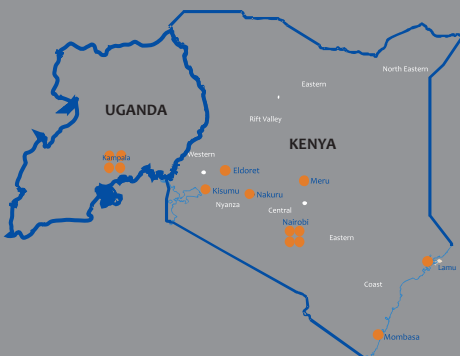 North Eastern
Eastern
UGANDA
Rift Valley
KENYA
Western
Kampala
Eldoret
Meru
Kisumu
Nakuru
Nyanza
Central
Nairobi
Eastern
Lamu
Coast
Mombasa